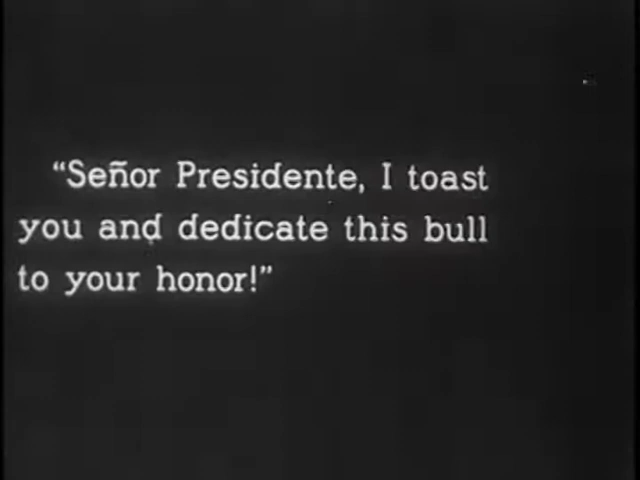 “Señor Presidente, I toast
you and dedicate this bull
to your honor!”